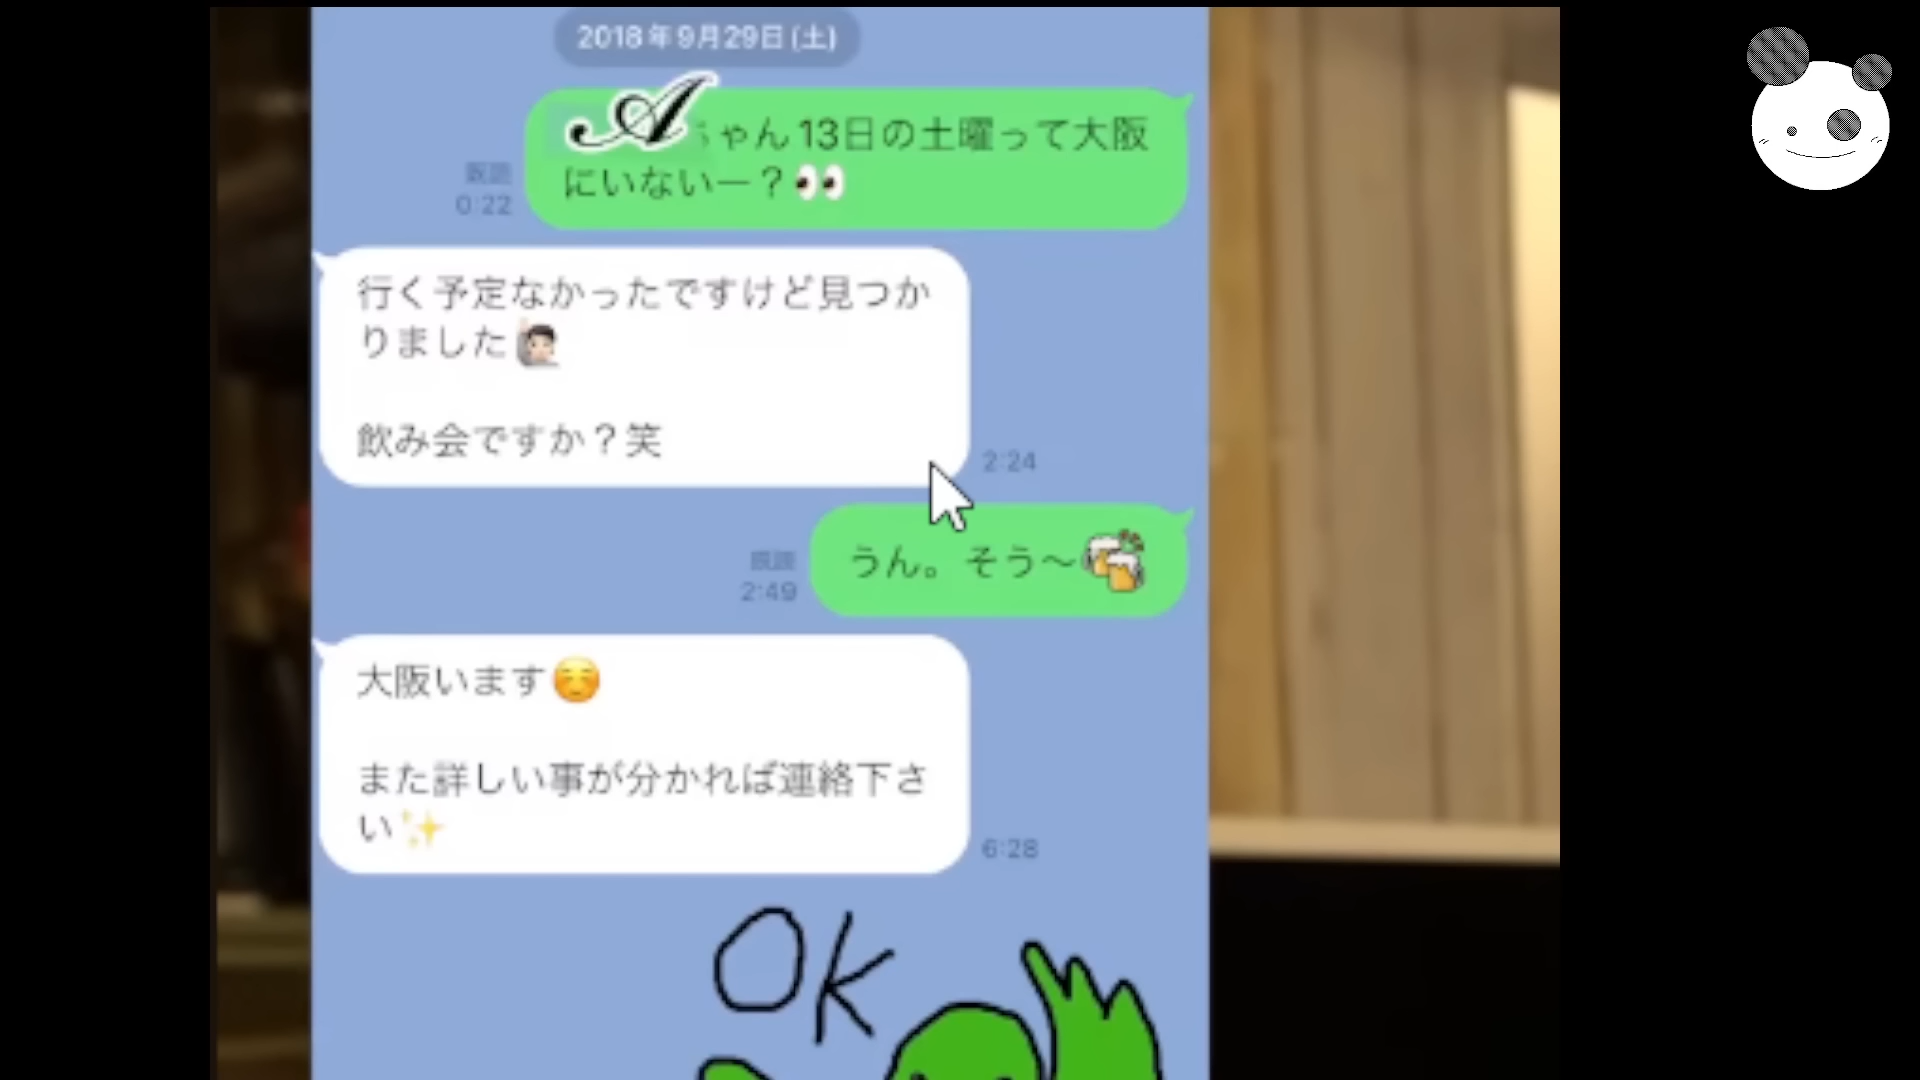 2018年9月29日(土)
Aちゃん13日の土曜って大阪
にいないー？👀
既読
0:22
行く予定なかったですけど見つか
りました🙋🏻
飲み会ですか？笑
2:24
うん。そう〜🍻
既読
2:49
大阪います☺️
また詳しい事が分かれば連絡下さ
い✨
6:28
OK